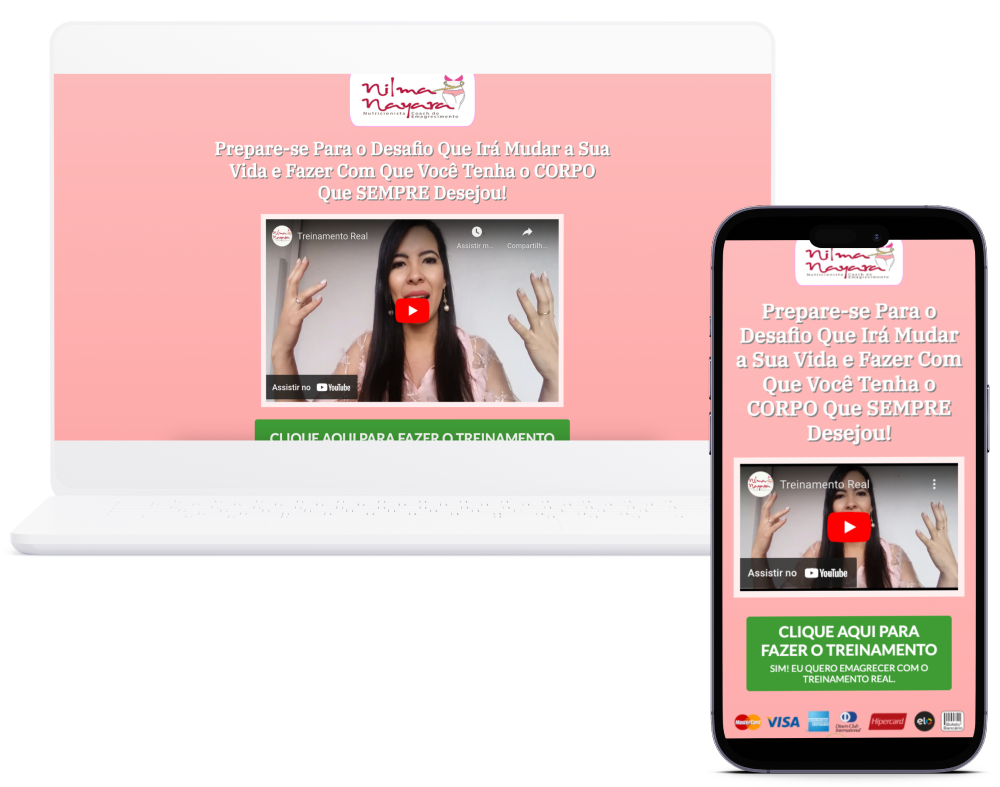 Nilma
Nayara
Nutricionista Coach de
Emagrecimento
Prepare-se Para o Desafio Que Irá Mudar a Sua
Vida e Fazer Com Que Você Tenha o CORPO
Que SEMPRE Desejou!
Treinamento Real
Assistir m...
Compartilh...
Assistir no YouTube
CLIQUE AQUI PARA FAZER O TREINAMENTO
Nilma
Nayara
Nutricionista Coach de
Emagrecimento
Prepare-se Para o
Desafio Que Irá Mudar
a Sua Vida e Fazer Com
Que Você Tenha o
CORPO Que SEMPRE
Desejou!
Treinamento Real
Assistir no YouTube
CLIQUE AQUI PARA
FAZER O TREINAMENTO
SIM! EU QUERO EMAGRECER COM O
TREINAMENTO REAL.
MasterCard VISA Diners Club International Hipercard elo Boleto Bancário